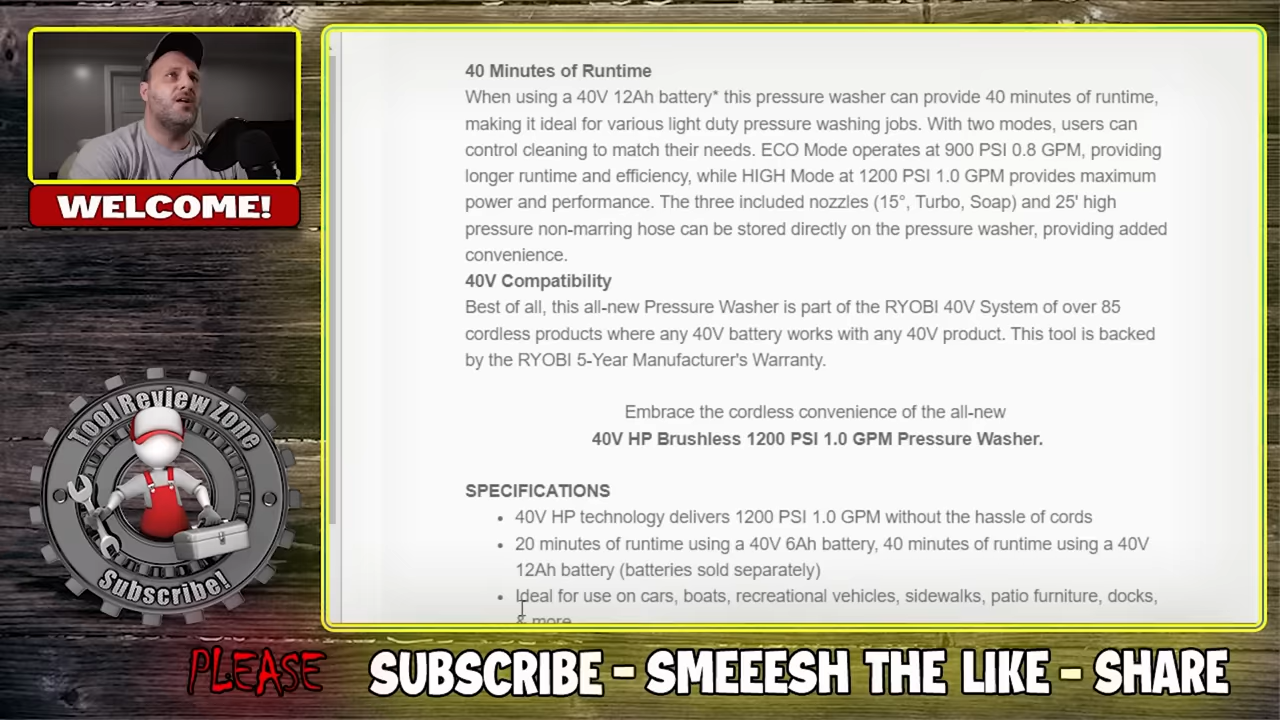 40 Minutes of Runtime
When using a 40V 12Ah battery* this pressure washer can provide 40 minutes of runtime,
making it ideal for various light duty pressure washing jobs. With two modes, users can
control cleaning to match their needs. ECO Mode operates at 900 PSI 0.8 GPM, providing
longer runtime and efficiency, while HIGH Mode at 1200 PSI 1.0 GPM provides maximum
power and performance. The three included nozzles (15°, Turbo, Soap) and 25' high
pressure non-marring hose can be stored directly on the pressure washer, providing added
convenience.
40V Compatibility
Best of all, this all-new Pressure Washer is part of the RYOBI 40V System of over 85
cordless products where any 40V battery works with any 40V product. This tool is backed
by the RYOBI 5-Year Manufacturer's Warranty.
Embrace the cordless convenience of the all-new
40V HP Brushless 1200 PSI 1.0 GPM Pressure Washer.
SPECIFICATIONS
• 40V HP technology delivers 1200 PSI 1.0 GPM without the hassle of cords
• 20 minutes of runtime using a 40V 6Ah battery, 40 minutes of runtime using a 40V
12Ah battery (batteries sold separately)
• Ideal for use on cars, boats, recreational vehicles, sidewalks, patio furniture, docks,
& more
WELCOME!
Tool Review Zone
Subscribe!
PLEASE SUBSCRIBE - SMEEESH THE LIKE - SHARE